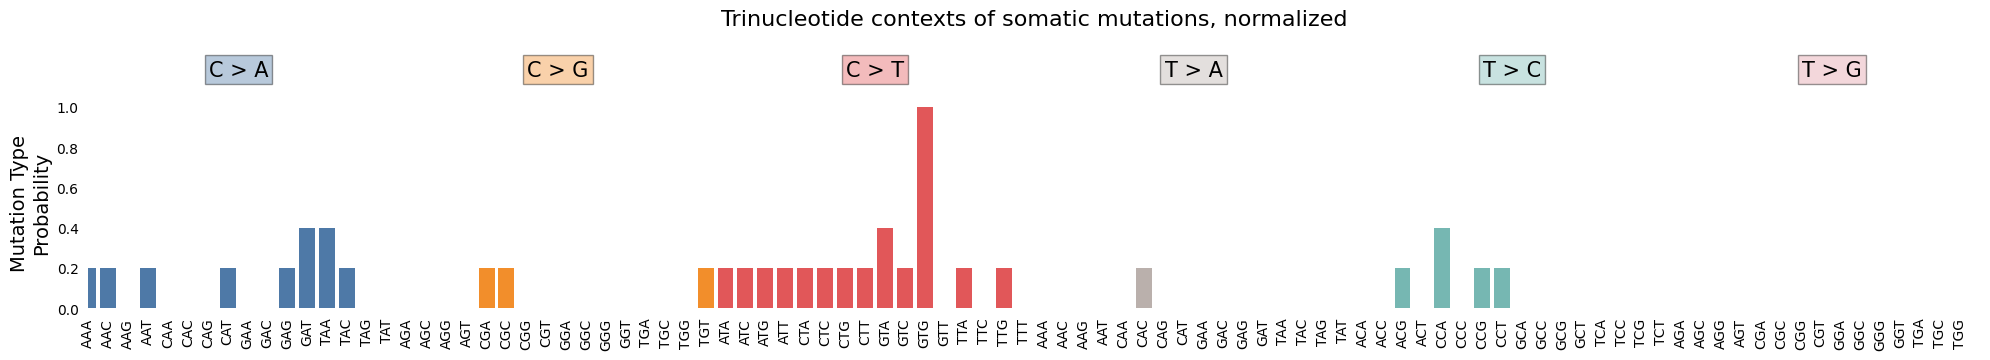 Trinucleotide contexts of somatic mutations, normalized
C > A
C > G
C > T
T > A
T > C
T > G
Mutation Type
Probability
1.0
0.8
0.6
0.4
0.2
0.0
AAA
AAC
AAG
AAT
CAA
CAC
CAG
CAT
GAA
GAC
GAG
GAT
TAA
TAC
TAG
TAT
AGA
AGC
AGG
AGT
CGA
CGC
CGG
CGT
GGA
GGC
GGG
GGT
TGA
TGC
TGG
TGT
ATA
ATC
ATG
ATT
CTA
CTC
CTG
CTT
GTA
GTC
GTG
GTT
TTA
TTC
TTG
TTT
AAA
AAC
AAG
AAT
CAA
CAC
CAG
CAT
GAA
GAC
GAG
GAT
TAA
TAC
TAG
TAT
ACA
ACC
ACG
ACT
CCA
CCC
CCG
CCT
GCA
GCC
GCG
GCT
TCA
TCC
TCG
TCT
AGA
AGC
AGG
AGT
CGA
CGC
CGG
CGT
GGA
GGC
GGG
GGT
TGA
TGC
TGG